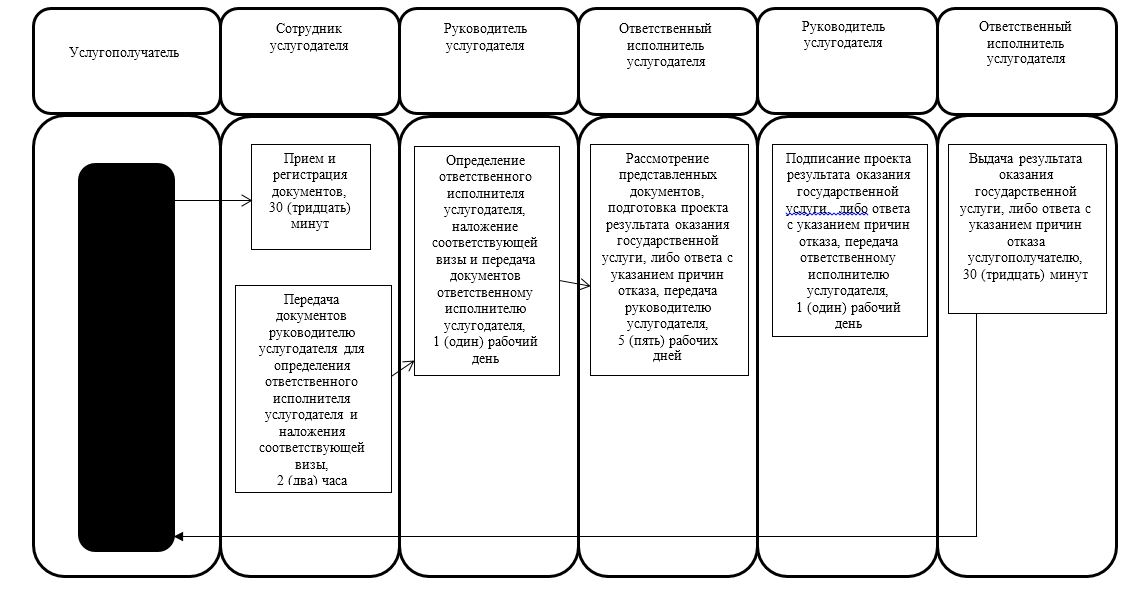 Услугополучатель
Сотрудник
услугодателя
Руководитель
услугодателя
Ответственный
исполнитель
услугодателя
Руководитель
услугодателя
Ответственный
исполнитель
услугодателя
Прием и
регистрация
документов,
30 (тридцать)
минут
Передача
документов
руководителю
услугодателя для
определения
ответственного
исполнителя
услугодателя и
наложения
соответствующей
визы,
2 (два) часа
Определение
ответственного
исполнителя
услугодателя,
наложение
соответствующей
визы и передача
документов
ответственному
исполнителю
услугодателя,
1 (один) рабочий
день
Рассмотрение
представленных
документов,
подготовка проекта
результата оказания
государственной
услуги, либо ответа с
указанием причин
отказа, передача
руководителю
услугодателя,
5 (пять) рабочих
дней
Подписание проекта
результата оказания
государственной
услуги, либо ответа
с указанием причин
отказа, передача
ответственному
исполнителю
услугодателя,
1 (один) рабочий
день
Выдача результата
оказания
государственной
услуги, либо ответа с
указанием причин
отказа
услугополучателю,
30 (тридцать) минут